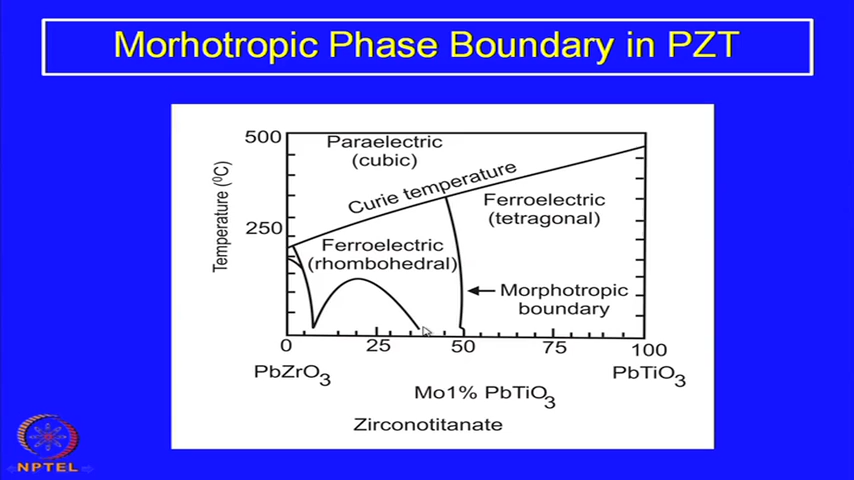 Morhotropic Phase Boundary in PZT
500
Paraelectric
(cubic)
Curie temperature
Ferroelectric
(tetragonal)
Temperature (⁰C)
250
Ferroelectric
(rhombohedral)
Morphotropic
boundary
0 25 50 75 100
PbZrO3 PbTiO3
Mo1% PbTiO3
Zirconotitanate
NPTEL